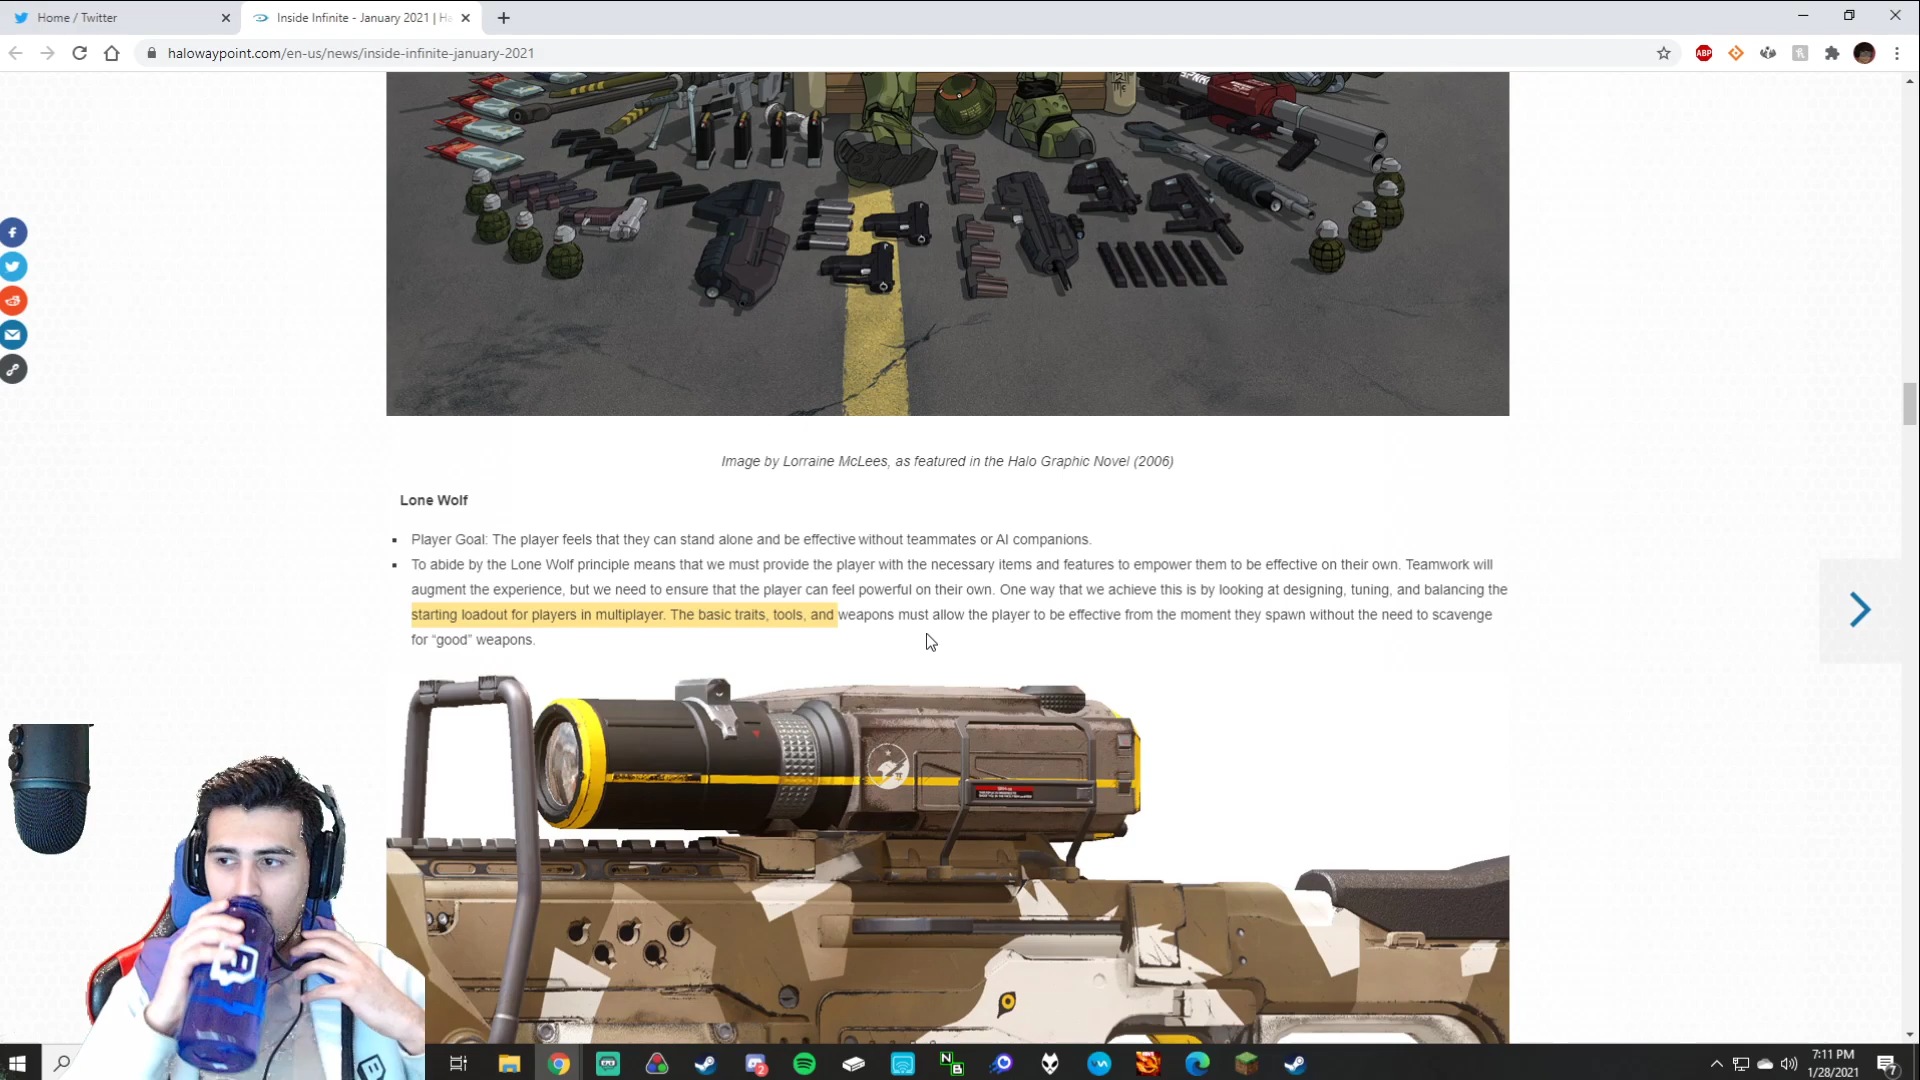 Home / Twitter
Inside Infinite - January 2021 | Ha
halowaypoint.com/en-us/news/inside-infinite-january-2021
ABP
Image by Lorraine McLees, as featured in the Halo Graphic Novel (2006)
Lone Wolf
Player Goal: The player feels that they can stand alone and be effective without teammates or AI companions.
To abide by the Lone Wolf principle means that we must provide the player with the necessary items and features to empower them to be effective on their own. Teamwork will
augment the experience, but we need to ensure that the player can feel powerful on their own. One way that we achieve this is by looking at designing, tuning, and balancing the
starting loadout for players in multiplayer. The basic traits, tools, and weapons must allow the player to be effective from the moment they spawn without the need to scavenge
for “good” weapons.
2
N
B
7:11 PM
1/28/2021
7